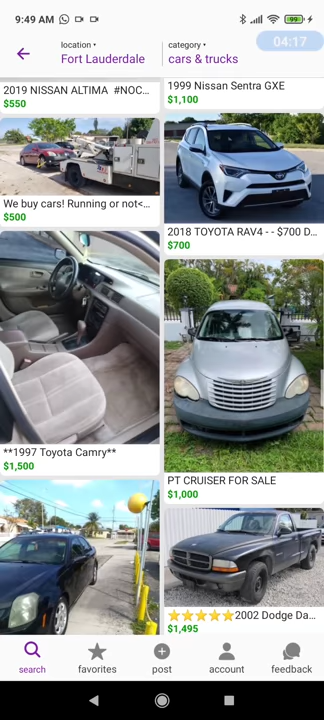 9:49 AM
99
04:17
location
Fort Lauderdale
category
cars & trucks
2019 NISSAN ALTIMA #NOC...
$550
1999 Nissan Sentra GXE
$1,100
We buy cars! Running or not<...
$500
2018 TOYOTA RAV4 - - $700 D...
$700
**1997 Toyota Camry**
$1,500
PT CRUISER FOR SALE
$1,000
⭐⭐⭐⭐⭐2002 Dodge Da...
$1,495
search
favorites
post
account
feedback